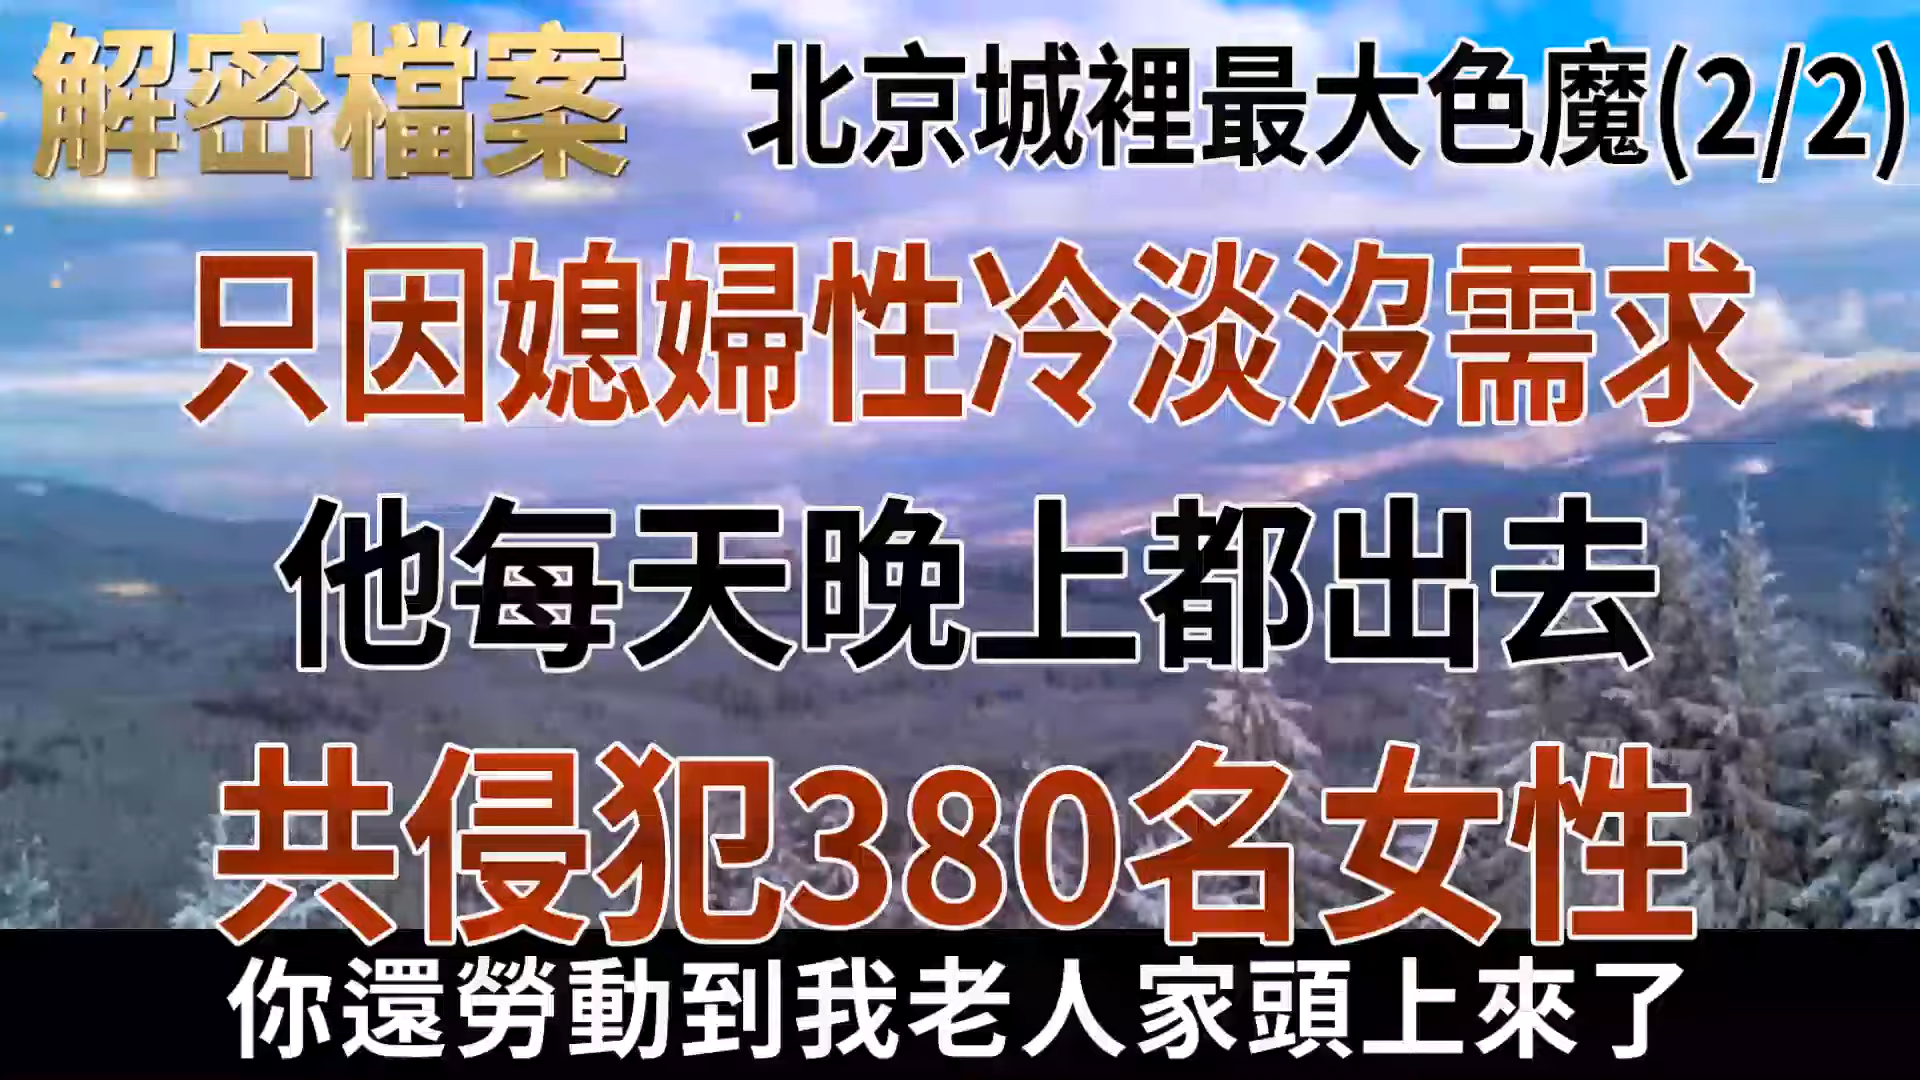 解密檔案
北京城裡最大色魔(2/2)
只因媳婦性冷淡沒需求
他每天晚上都出去
共侵犯380名女性
你還勞動到我老人家頭上來了